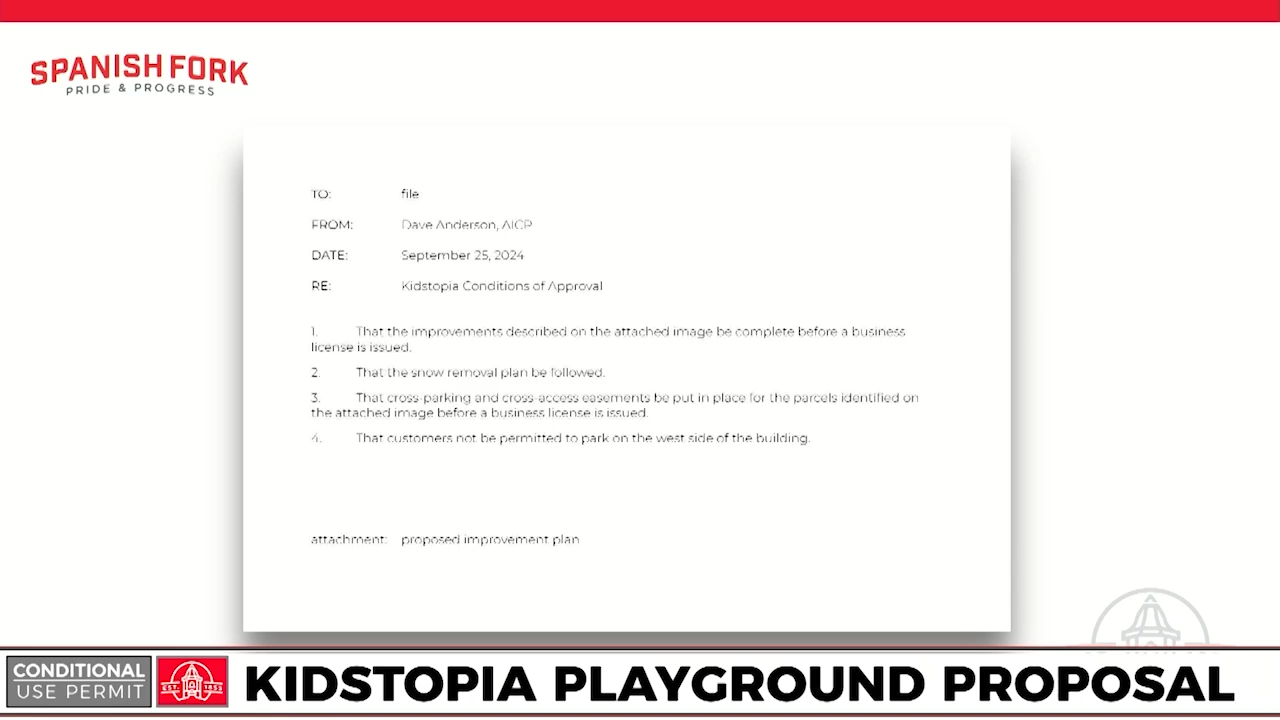 SPANISH FORK
PRIDE & PROGRESS
TO: file
FROM: Dave Anderson, AICP
DATE: September 25, 2024
RE: Kidstopia Conditions of Approval
1. That the improvements described on the attached image be complete before a business
license is issued.
2. That the snow removal plan be followed.
3. That cross-parking and cross-access easements be put in place for the parcels identified on
the attached image before a business license is issued.
4. That customers not be permitted to park on the west side of the building.
attachment: proposed improvement plan
CONDITIONAL
USE PERMIT
EST. 1855
KIDSTOPIA PLAYGROUND PROPOSAL